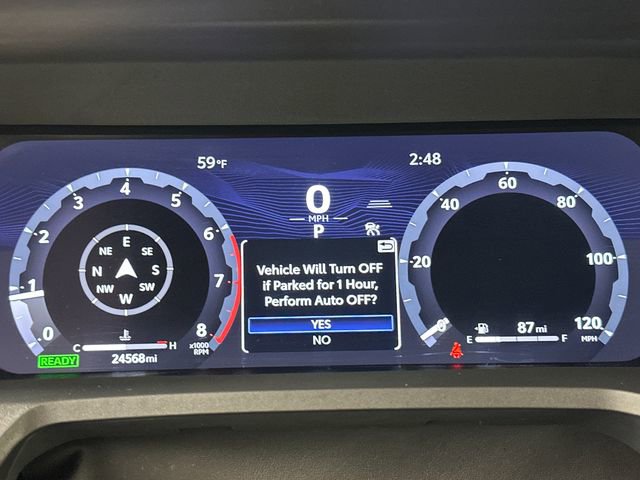 59°F
2:48
0
MPH
P
0
1
2
3
4
5
6
7
8
x1000
RPM
E
NE
SE
N
S
NW
SW
W
C
H
READY
24568mi
Vehicle Will Turn OFF
if Parked for 1 Hour,
Perform Auto OFF?
YES
NO
0
20
40
60
80
100
120
MPH
87mi
E
F